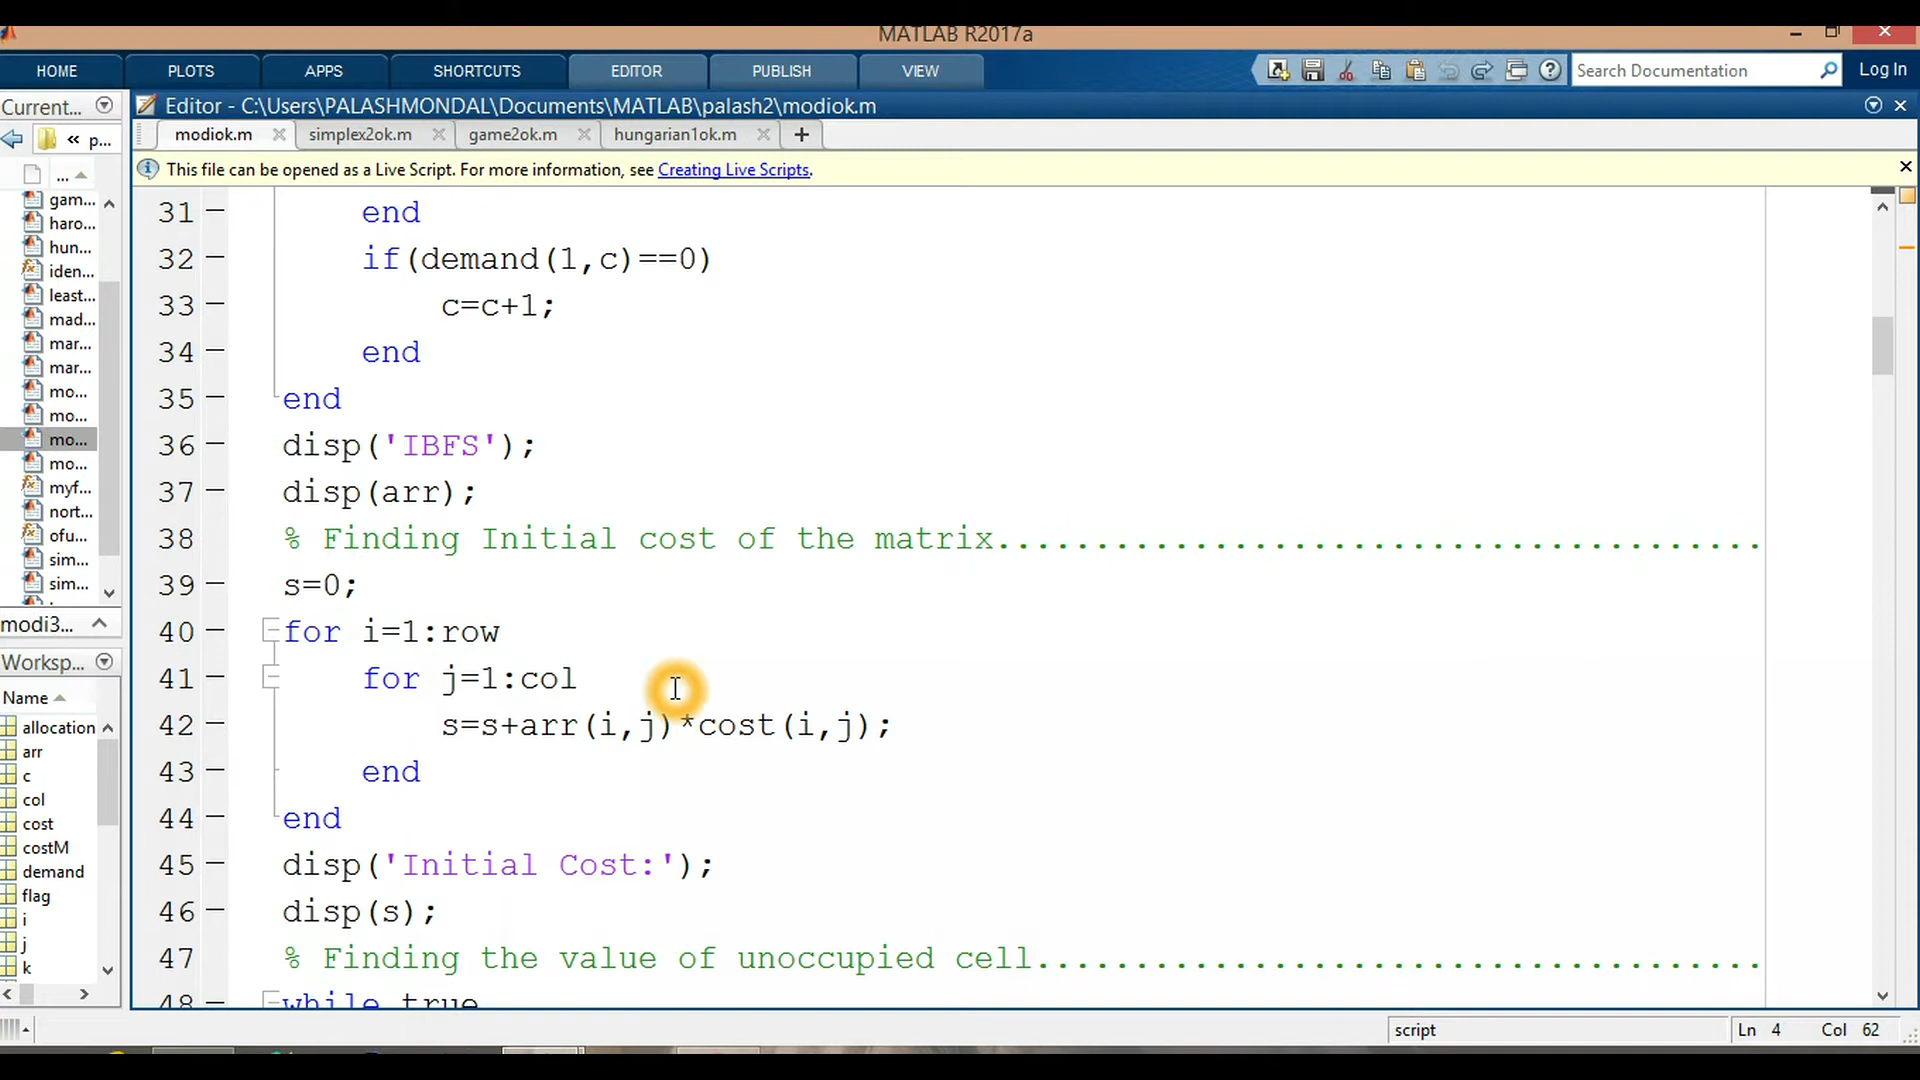 MATLAB R2017a
HOME PLOTS APPS SHORTCUTS EDITOR PUBLISH VIEW Search Documentation Log In
Current... Editor - C:\Users\PALASHMONDAL\Documents\MATLAB\palash2\modiok.m
« p... modiok.m simplex2ok.m game2ok.m hungarian1ok.m +
... This file can be opened as a Live Script. For more information, see Creating Live Scripts.
gam...
haro...
hun...
iden...
least...
mad...
mar...
mar...
mo...
mo...
mo...
mo...
myf...
nort...
ofu...
sim...
sim...
modi3...
Worksp...
Name
allocation
arr
c
col
cost
costM
demand
flag
i
j
k
31 end
32 if(demand(1,c)==0)
33 c=c+1;
34 end
35 end
36 disp('IBFS');
37 disp(arr);
38 % Finding Initial cost of the matrix.......................................
39 s=0;
40 for i=1:row
41 for j=1:col
42 s=s+arr(i,j)*cost(i,j);
43 end
44 end
45 disp('Initial Cost:');
46 disp(s);
47 % Finding the value of unoccupied cell.....................................
48 while true
script Ln 4 Col 62